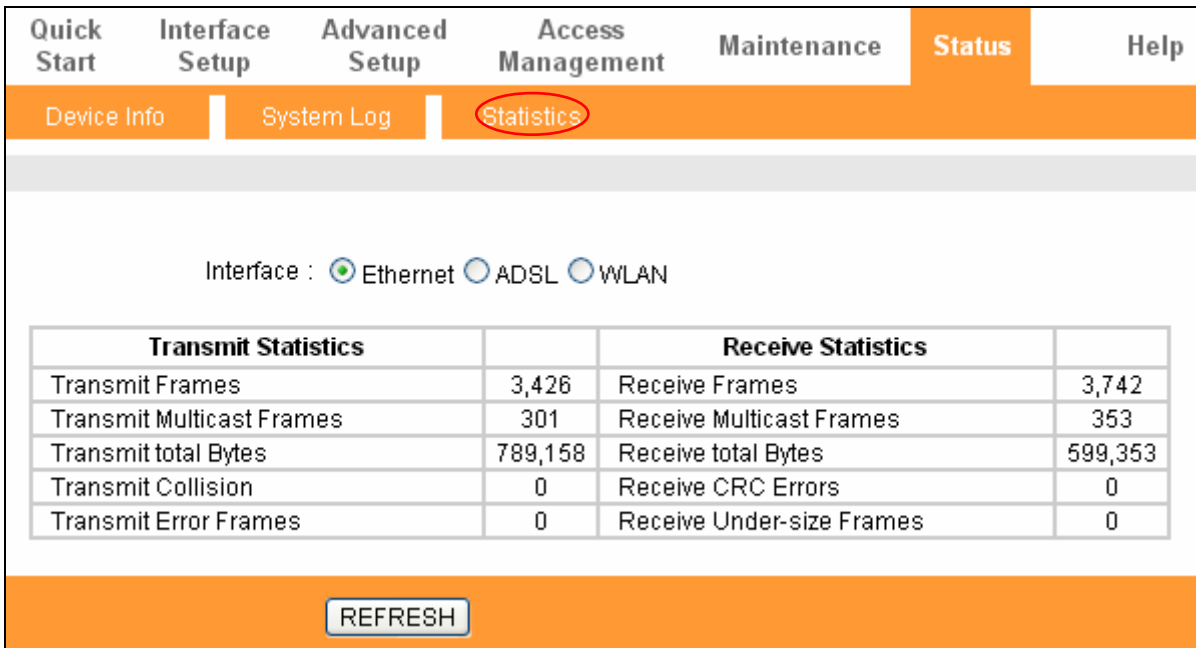 Quick Start Interface Setup Advanced Setup Access Management Maintenance Status Help
Device Info System Log Statistics
Interface : Ethernet ADSL WLAN
Transmit Statistics Receive Statistics
Transmit Frames 3,426 Receive Frames 3,742
Transmit Multicast Frames 301 Receive Multicast Frames 353
Transmit total Bytes 789,158 Receive total Bytes 599,353
Transmit Collision 0 Receive CRC Errors 0
Transmit Error Frames 0 Receive Under-size Frames 0
REFRESH